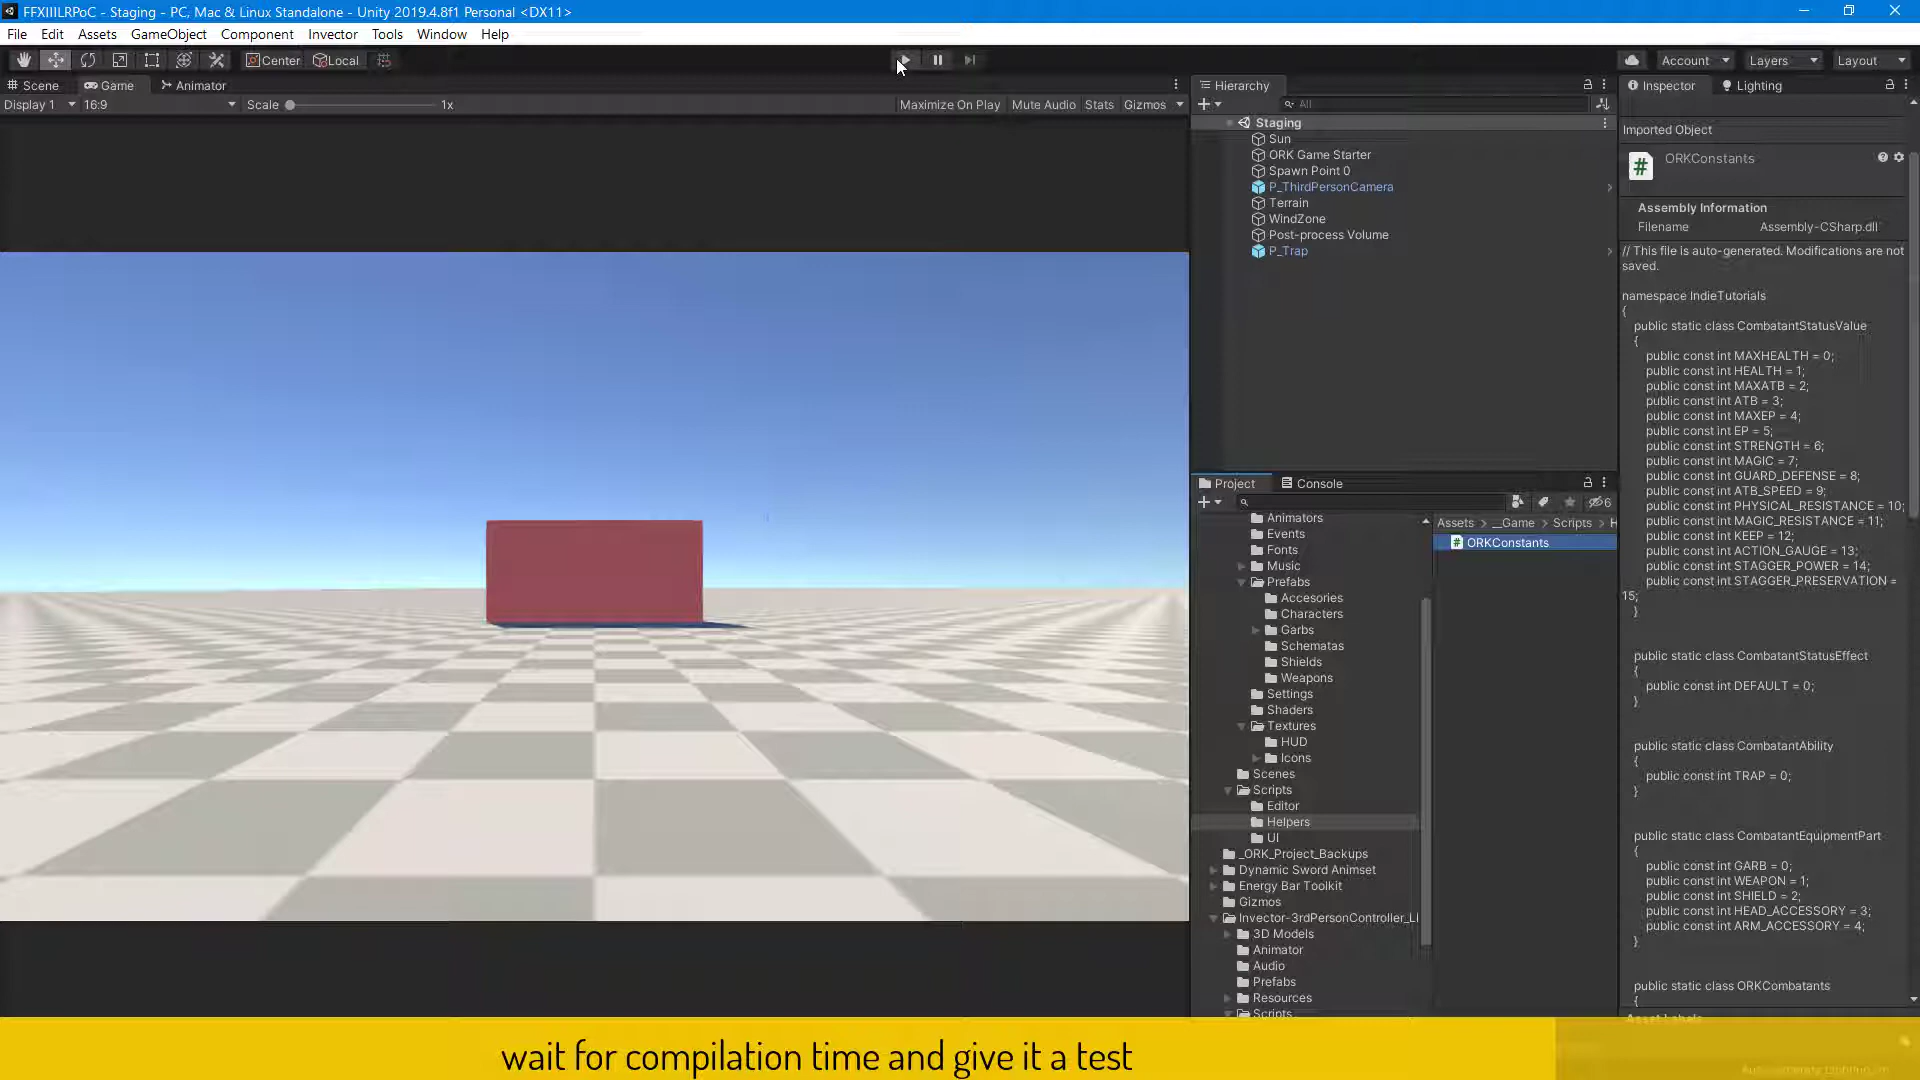 FFXIIILRPoC - Staging - PC, Mac & Linux Standalone - Unity 2019.4.8f1 Personal <DX11>
File Edit Assets GameObject Component Invector Tools Window Help
Center Local Account Layers Layout
Scene Game Animator
Display 1 16:9 Scale 1x Maximize On Play Mute Audio Stats Gizmos
Hierarchy
All
Staging
Sun
ORK Game Starter
Spawn Point 0
P_ThirdPersonCamera
Terrain
WindZone
Post-process Volume
P_Trap
Project Console
6
Animators
Events
Fonts
Music
Prefabs
Accesories
Characters
Garbs
Schematas
Shields
Weapons
Settings
Shaders
Textures
HUD
Icons
Scenes
Scripts
Editor
Helpers
UI
_ORK_Project_Backups
Dynamic Sword Animset
Energy Bar Toolkit
Gizmos
Invector-3rdPersonController_LI
3D Models
Animator
Audio
Prefabs
Resources
Scripts
Assets > __Game > Scripts > H
ORKConstants
Inspector Lighting
Imported Object
ORKConstants
Assembly Information
Filename Assembly-CSharp.dll
// This file is auto-generated. Modifications are not
saved.
namespace IndieTutorials
{
public static class CombatantStatusValue
{
public const int MAXHEALTH = 0;
public const int HEALTH = 1;
public const int MAXATB = 2;
public const int ATB = 3;
public const int MAXEP = 4;
public const int EP = 5;
public const int STRENGTH = 6;
public const int MAGIC = 7;
public const int GUARD_DEFENSE = 8;
public const int ATB_SPEED = 9;
public const int PHYSICAL_RESISTANCE = 10;
public const int MAGIC_RESISTANCE = 11;
public const int KEEP = 12;
public const int ACTION_GAUGE = 13;
public const int STAGGER_POWER = 14;
public const int STAGGER_PRESERVATION =
15;
}
public static class CombatantStatusEffect
{
public const int DEFAULT = 0;
}
public static class CombatantAbility
{
public const int TRAP = 0;
}
public static class CombatantEquipmentPart
{
public const int GARB = 0;
public const int WEAPON = 1;
public const int SHIELD = 2;
public const int HEAD_ACCESSORY = 3;
public const int ARM_ACCESSORY = 4;
}
public static class ORKCombatants
{
Asset Labels
wait for compilation time and give it a test